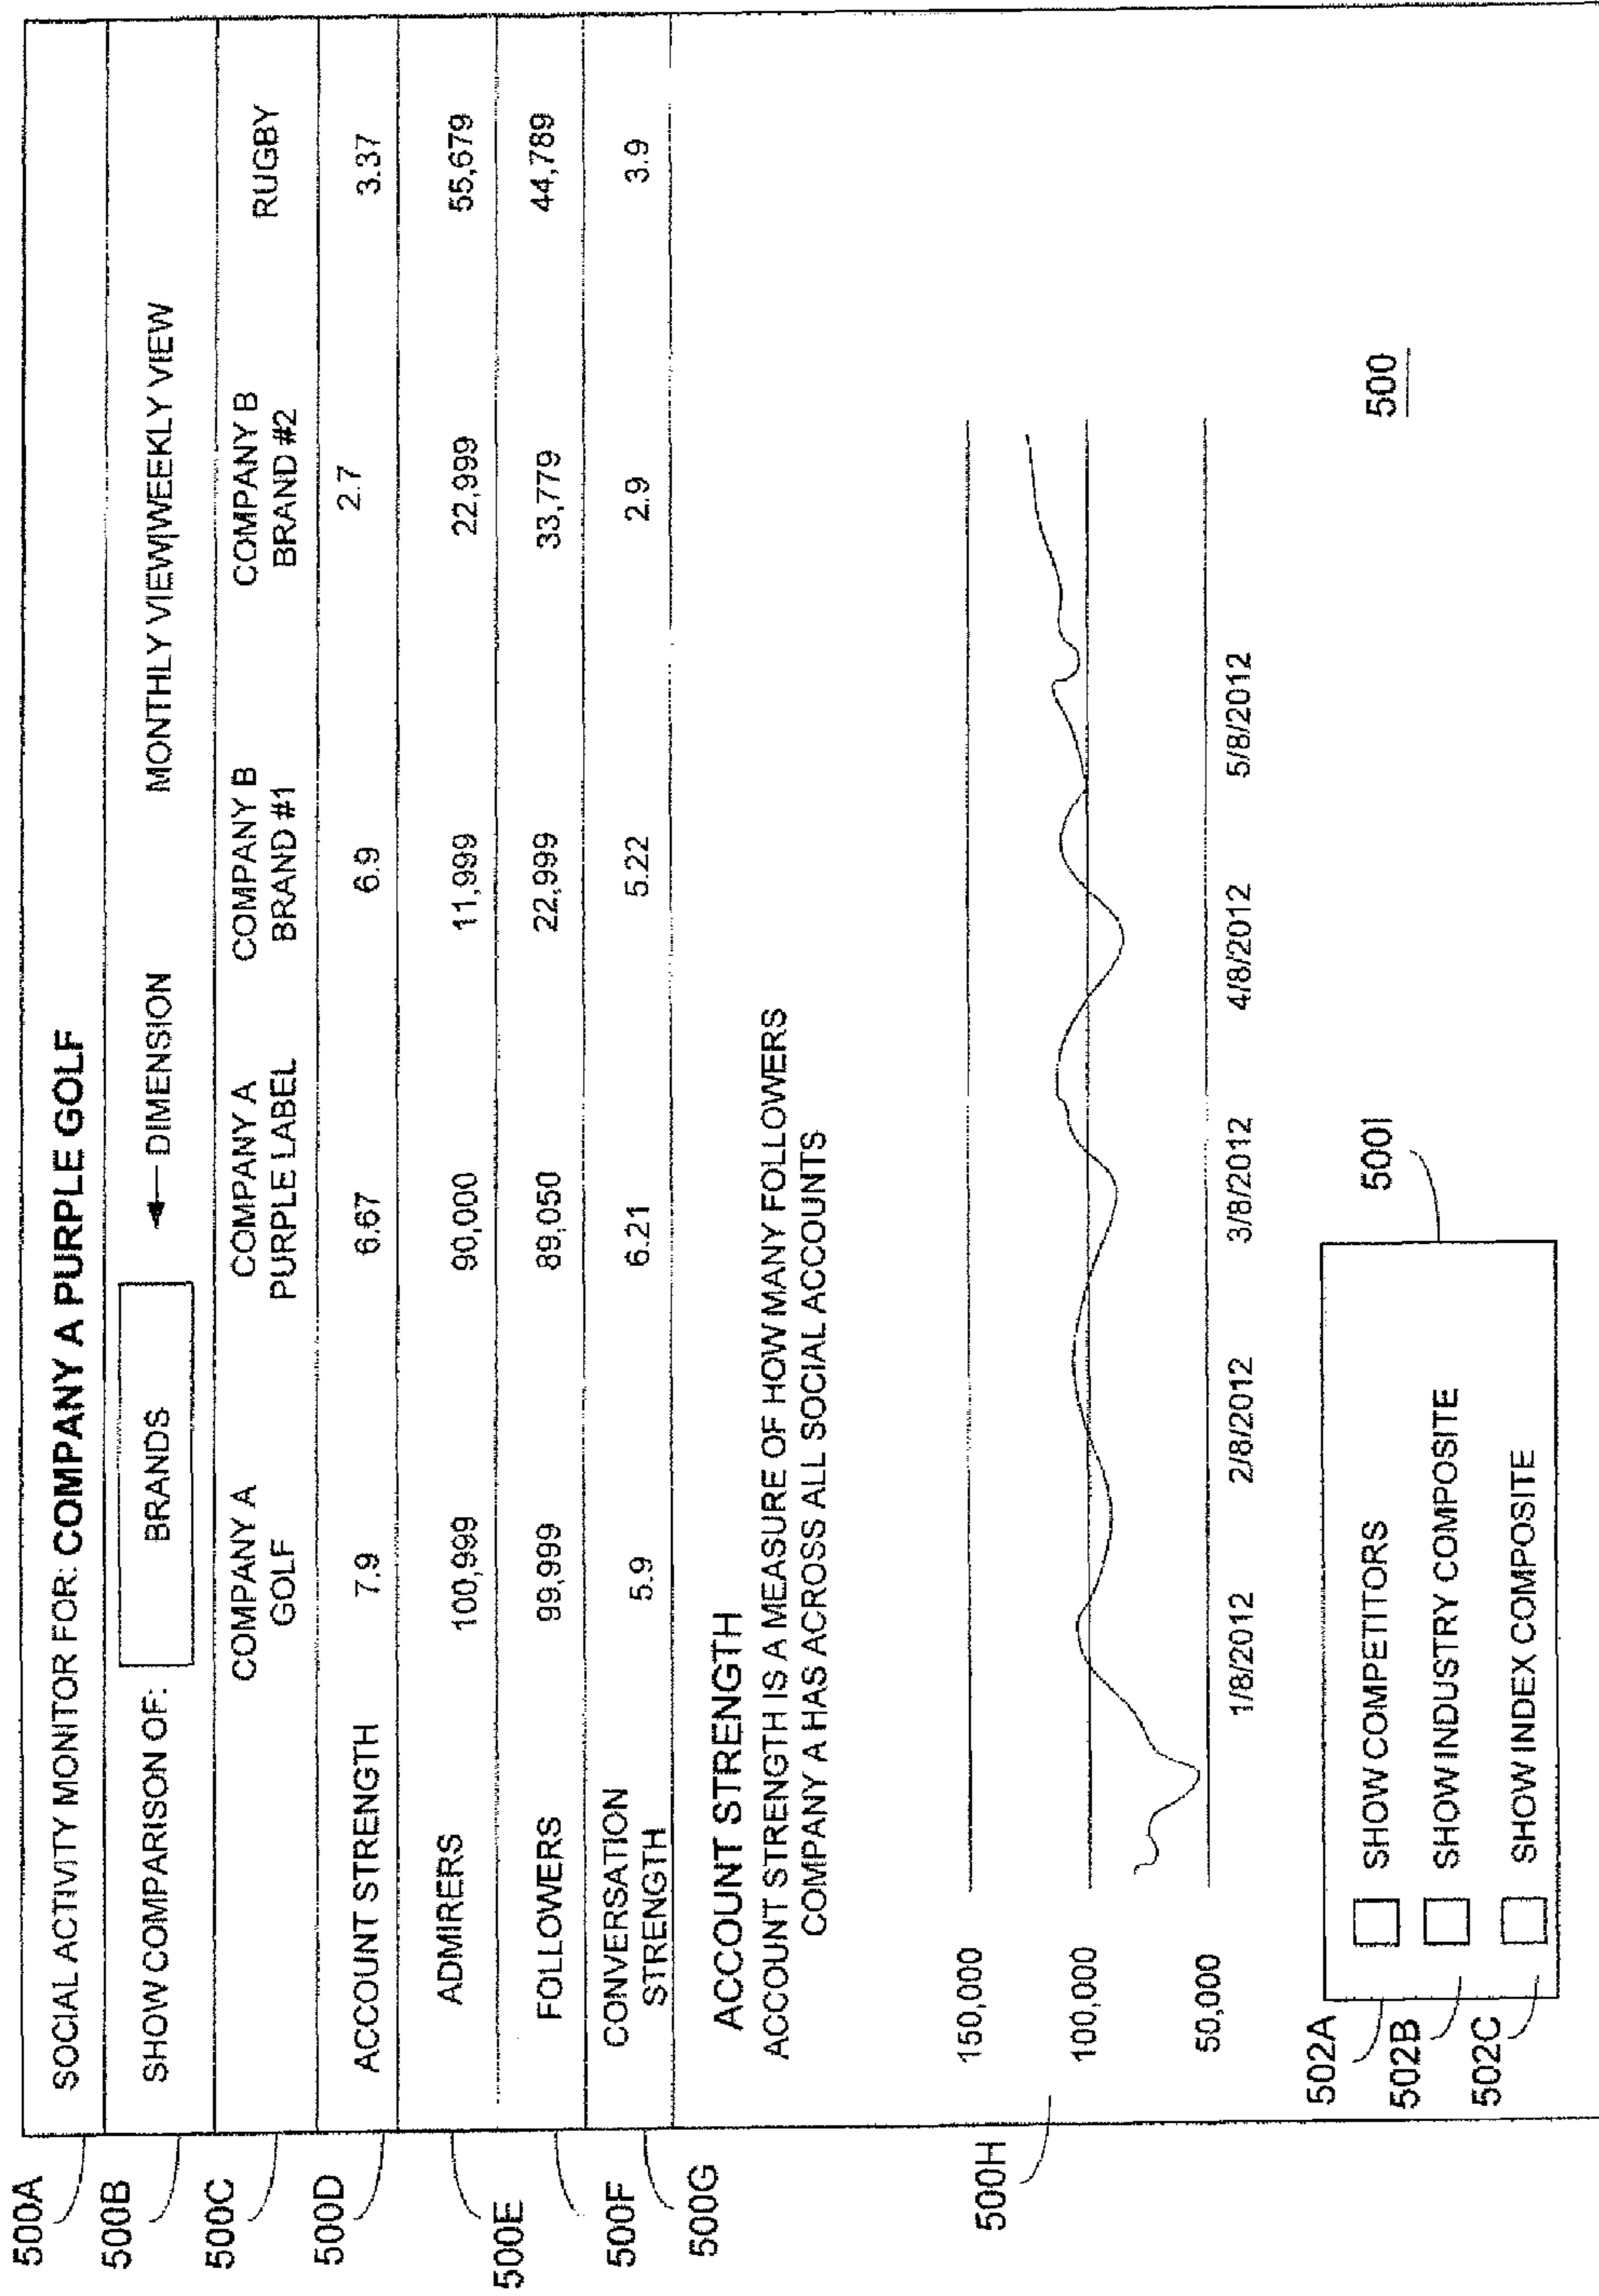 500A
SOCIAL ACTIVITY MONITOR FOR: COMPANY A PURPLE GOLF
500B
SHOW COMPARISON OF: BRANDS DIMENSION MONTHLY VIEW|WEEKLY VIEW
500C
COMPANY A GOLF
COMPANY A PURPLE LABEL
COMPANY B BRAND #1
COMPANY B BRAND #2
RUGBY
500D
ACCOUNT STRENGTH 7.9 6.67 6.9 2.7 3.37
500E
ADMIRERS 100,999 90,000 11,999 22,999 55,679
500F
FOLLOWERS 99,999 89,050 22,999 33,779 44,789
500G
CONVERSATION STRENGTH 5.9 6.21 5.22 2.9 3.9
ACCOUNT STRENGTH
ACCOUNT STRENGTH IS A MEASURE OF HOW MANY FOLLOWERS
COMPANY A HAS ACROSS ALL SOCIAL ACCOUNTS
500H
150,000
100,000
50,000
1/8/2012 2/8/2012 3/8/2012 4/8/2012 5/8/2012
500I
502A
SHOW COMPETITORS
502B
SHOW INDUSTRY COMPOSITE
502C
SHOW INDEX COMPOSITE
500